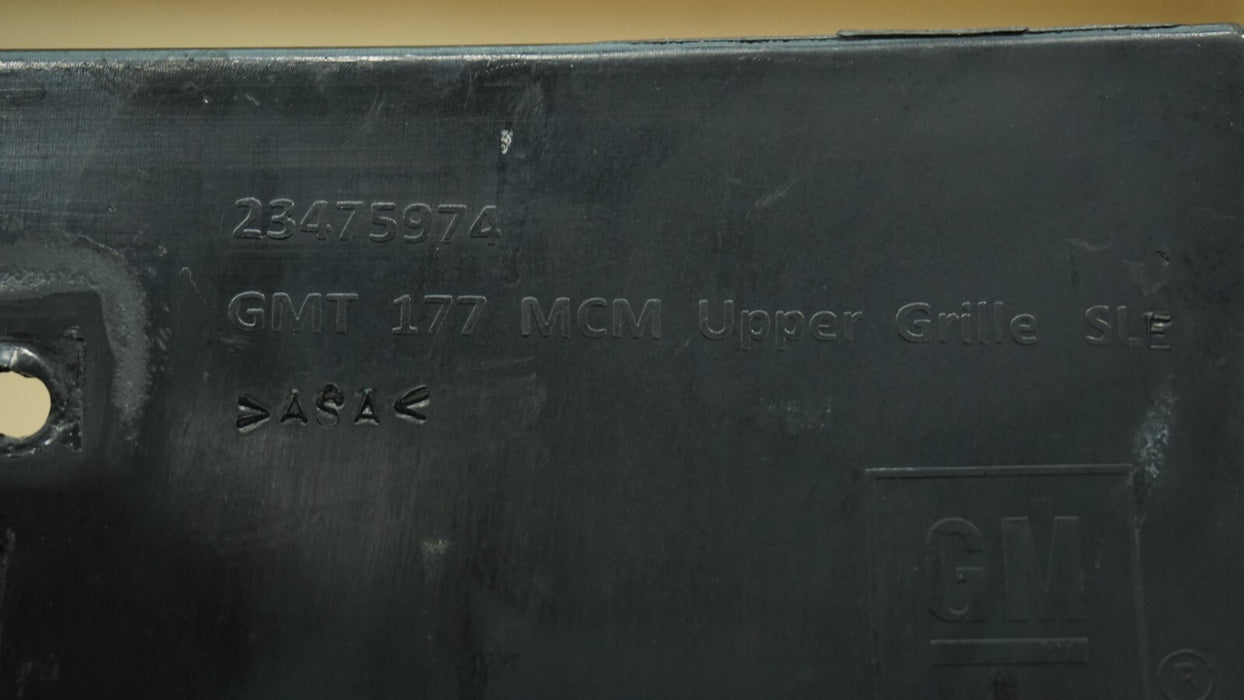 23475974
GMT 177 MCM Upper Grille SLE
>ASA<
GM
®